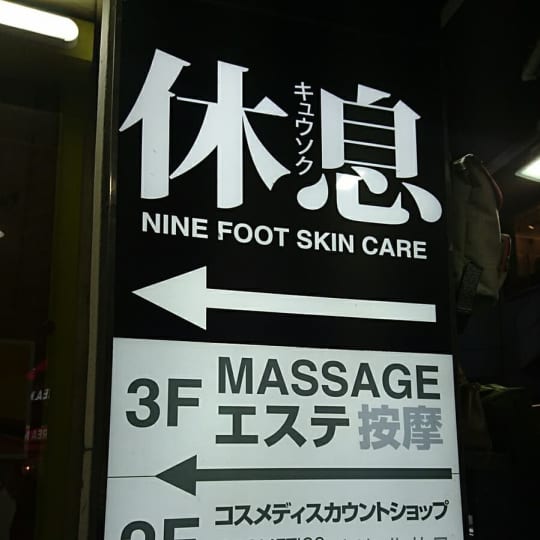 休息
キュウソク
NINE FOOT SKIN CARE
3F MASSAGE
エステ 按摩
コスメディスカウントショップ
2F